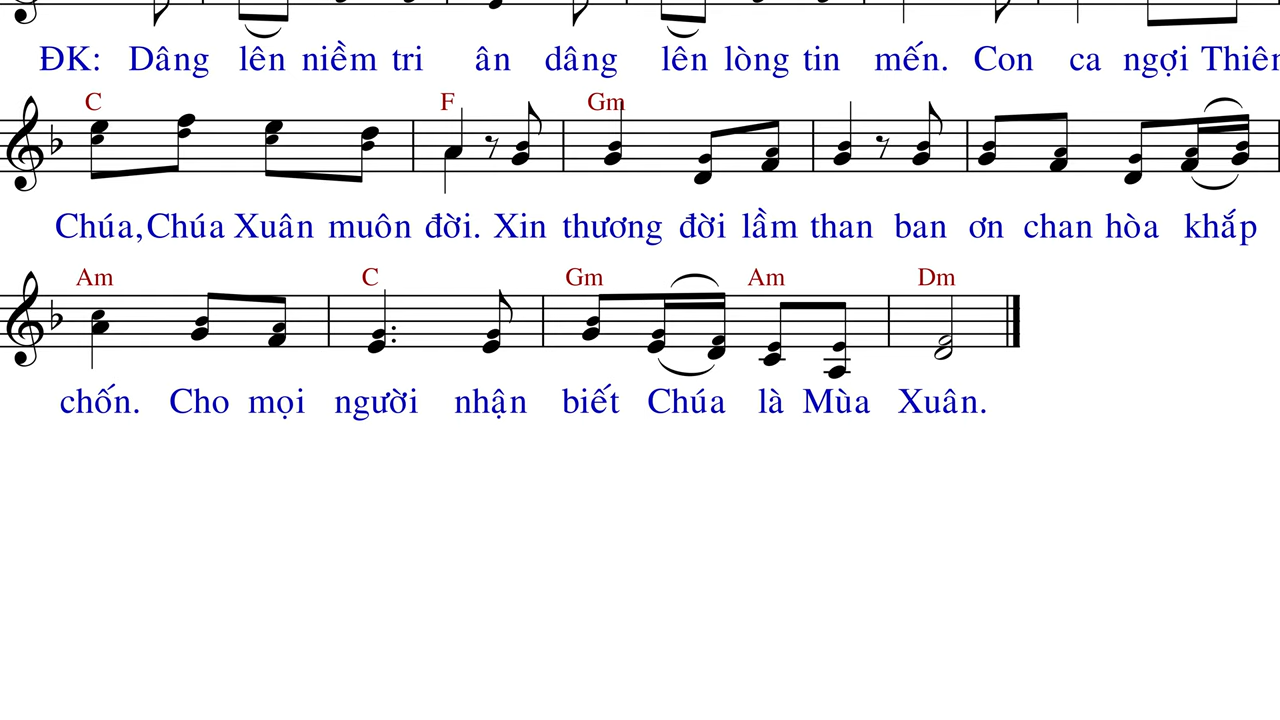 ĐK: Dâng lên niềm tri ân dâng lên lòng tin mến. Con ca ngợi Thiên
C F Gm
Chúa, Chúa Xuân muôn đời. Xin thương đời lầm than ban ơn chan hòa khắp
Am C Gm Am Dm
chốn. Cho mọi người nhận biết Chúa là Mùa Xuân.